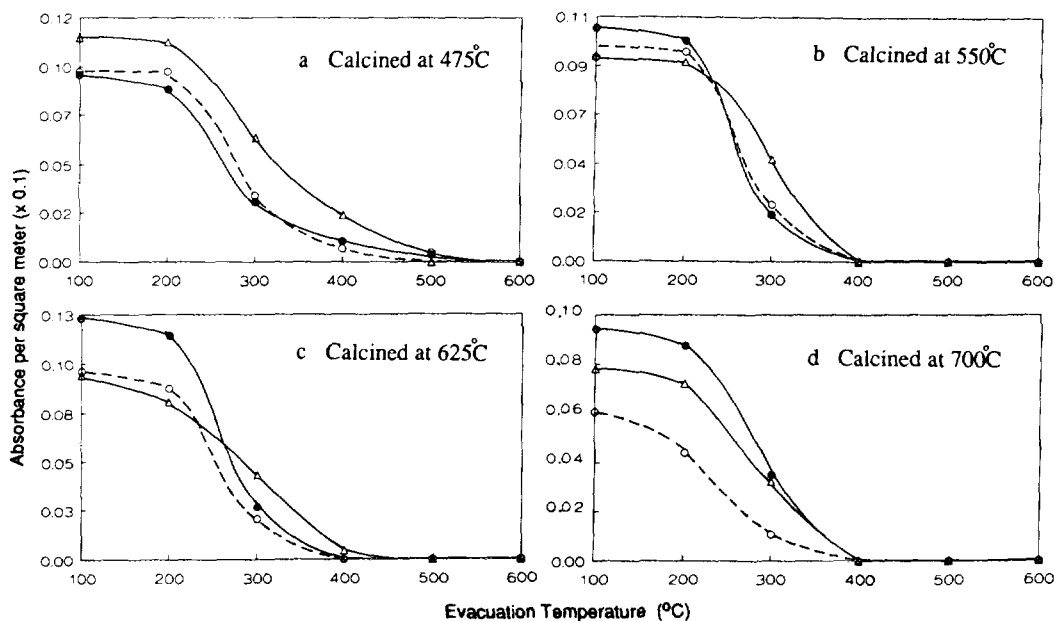 Absorbance per square meter (x 0.1)
a Calcined at 475°C
0.12
0.10
0.07
0.05
0.02
0.00
100 200 300 400 500 600
b Calcined at 550°C
0.11
0.09
0.07
0.04
0.02
0.00
100 200 300 400 500 600
c Calcined at 625°C
0.13
0.10
0.08
0.05
0.03
0.00
100 200 300 400 500 600
d Calcined at 700°C
0.10
0.08
0.06
0.04
0.02
0.00
100 200 300 400 500 600
Evacuation Temperature (°C)